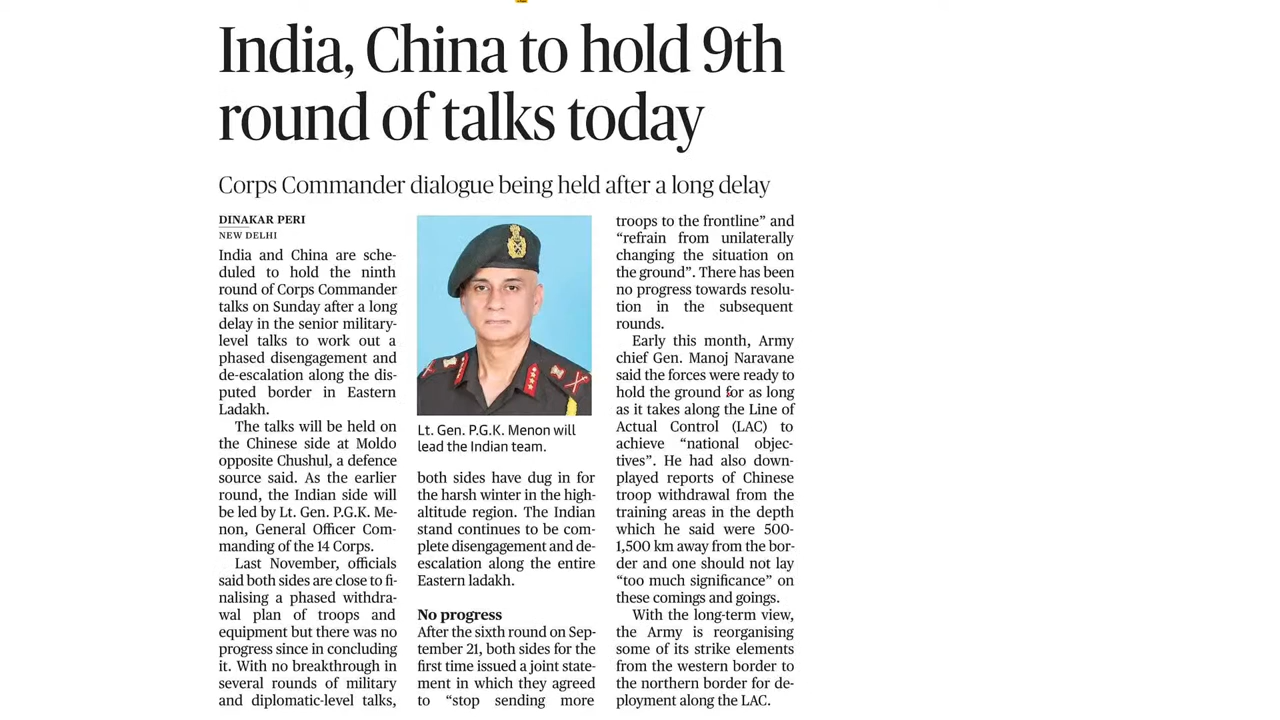 India, China to hold 9th
round of talks today
Corps Commander dialogue being held after a long delay
DINAKAR PERI
NEW DELHI
India and China are sche-
duled to hold the ninth
round of Corps Commander
talks on Sunday after a long
delay in the senior military-
level talks to work out a
phased disengagement and
de-escalation along the dis-
puted border in Eastern
Ladakh.
The talks will be held on
the Chinese side at Moldo
opposite Chushul, a defence
source said. As the earlier
round, the Indian side will
be led by Lt. Gen. P.G.K. Me-
non, General Officer Com-
manding of the 14 Corps.
Last November, officials
said both sides are close to fi-
nalising a phased withdra-
wal plan of troops and
equipment but there was no
progress since in concluding
it. With no breakthrough in
several rounds of military
and diplomatic-level talks,
Lt. Gen. P.G.K. Menon will
lead the Indian team.
both sides have dug in for
the harsh winter in the high-
altitude region. The Indian
stand continues to be com-
plete disengagement and de-
escalation along the entire
Eastern ladakh.
No progress
After the sixth round on Sep-
tember 21, both sides for the
first time issued a joint state-
ment in which they agreed
to “stop sending more
troops to the frontline” and
“refrain from unilaterally
changing the situation on
the ground”. There has been
no progress towards resolu-
tion in the subsequent
rounds.
Early this month, Army
chief Gen. Manoj Naravane
said the forces were ready to
hold the ground for as long
as it takes along the Line of
Actual Control (LAC) to
achieve “national objec-
tives”. He had also down-
played reports of Chinese
troop withdrawal from the
training areas in the depth
which he said were 500-
1,500 km away from the bor-
der and one should not lay
“too much significance” on
these comings and goings.
With the long-term view,
the Army is reorganising
some of its strike elements
from the western border to
the northern border for de-
ployment along the LAC.